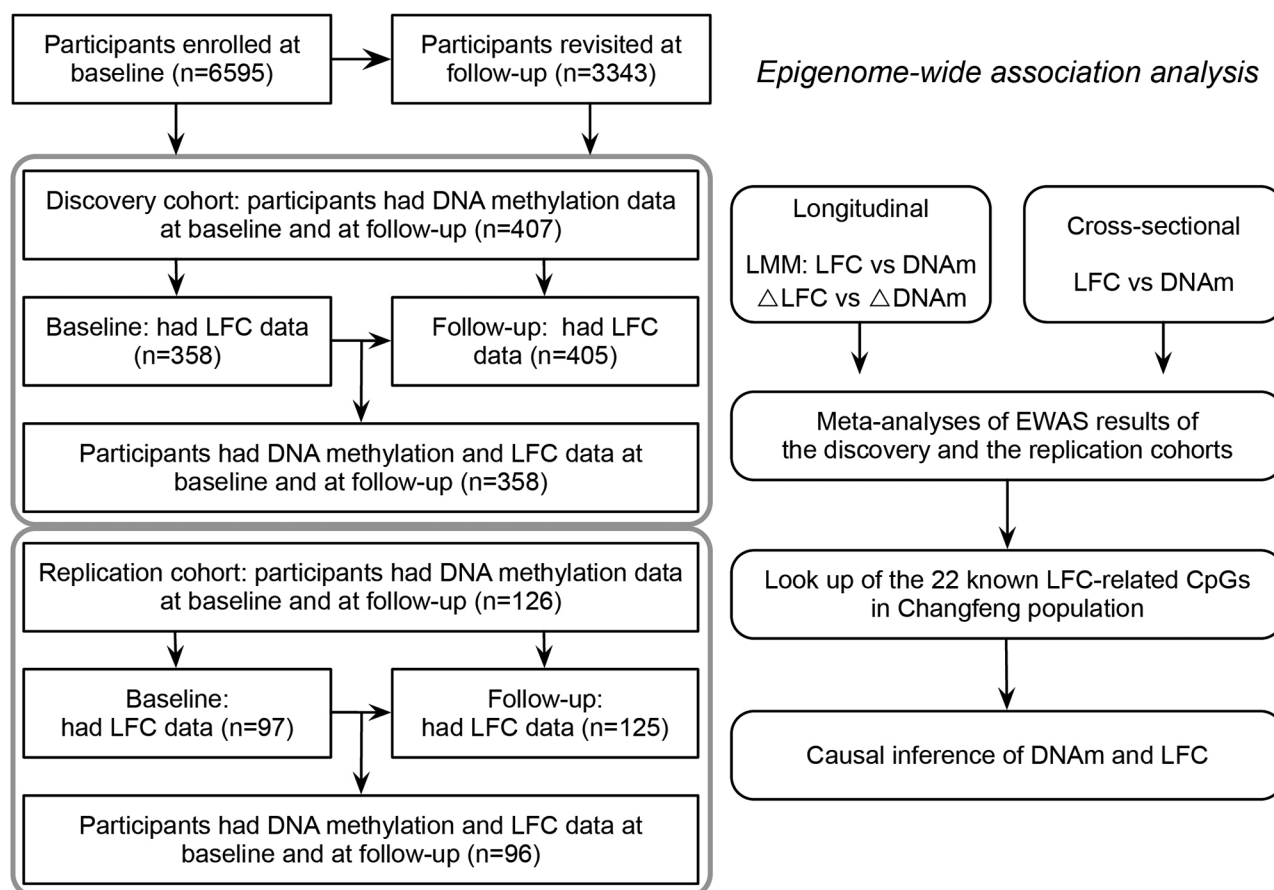 Participants enrolled at
baseline (n=6595)
Participants revisited at
follow-up (n=3343)
Discovery cohort: participants had DNA methylation data
at baseline and at follow-up (n=407)
Baseline: had LFC data
(n=358)
Follow-up: had LFC
data (n=405)
Participants had DNA methylation and LFC data at
baseline and at follow-up (n=358)
Replication cohort: participants had DNA methylation data
at baseline and at follow-up (n=126)
Baseline:
had LFC data (n=97)
Follow-up:
had LFC data (n=125)
Participants had DNA methylation and LFC data at
baseline and at follow-up (n=96)
Epigenome-wide association analysis
Longitudinal
LMM: LFC vs DNAm
△LFC vs △DNAm
Cross-sectional
LFC vs DNAm
Meta-analyses of EWAS results of
the discovery and the replication cohorts
Look up of the 22 known LFC-related CpGs
in Changfeng population
Causal inference of DNAm and LFC